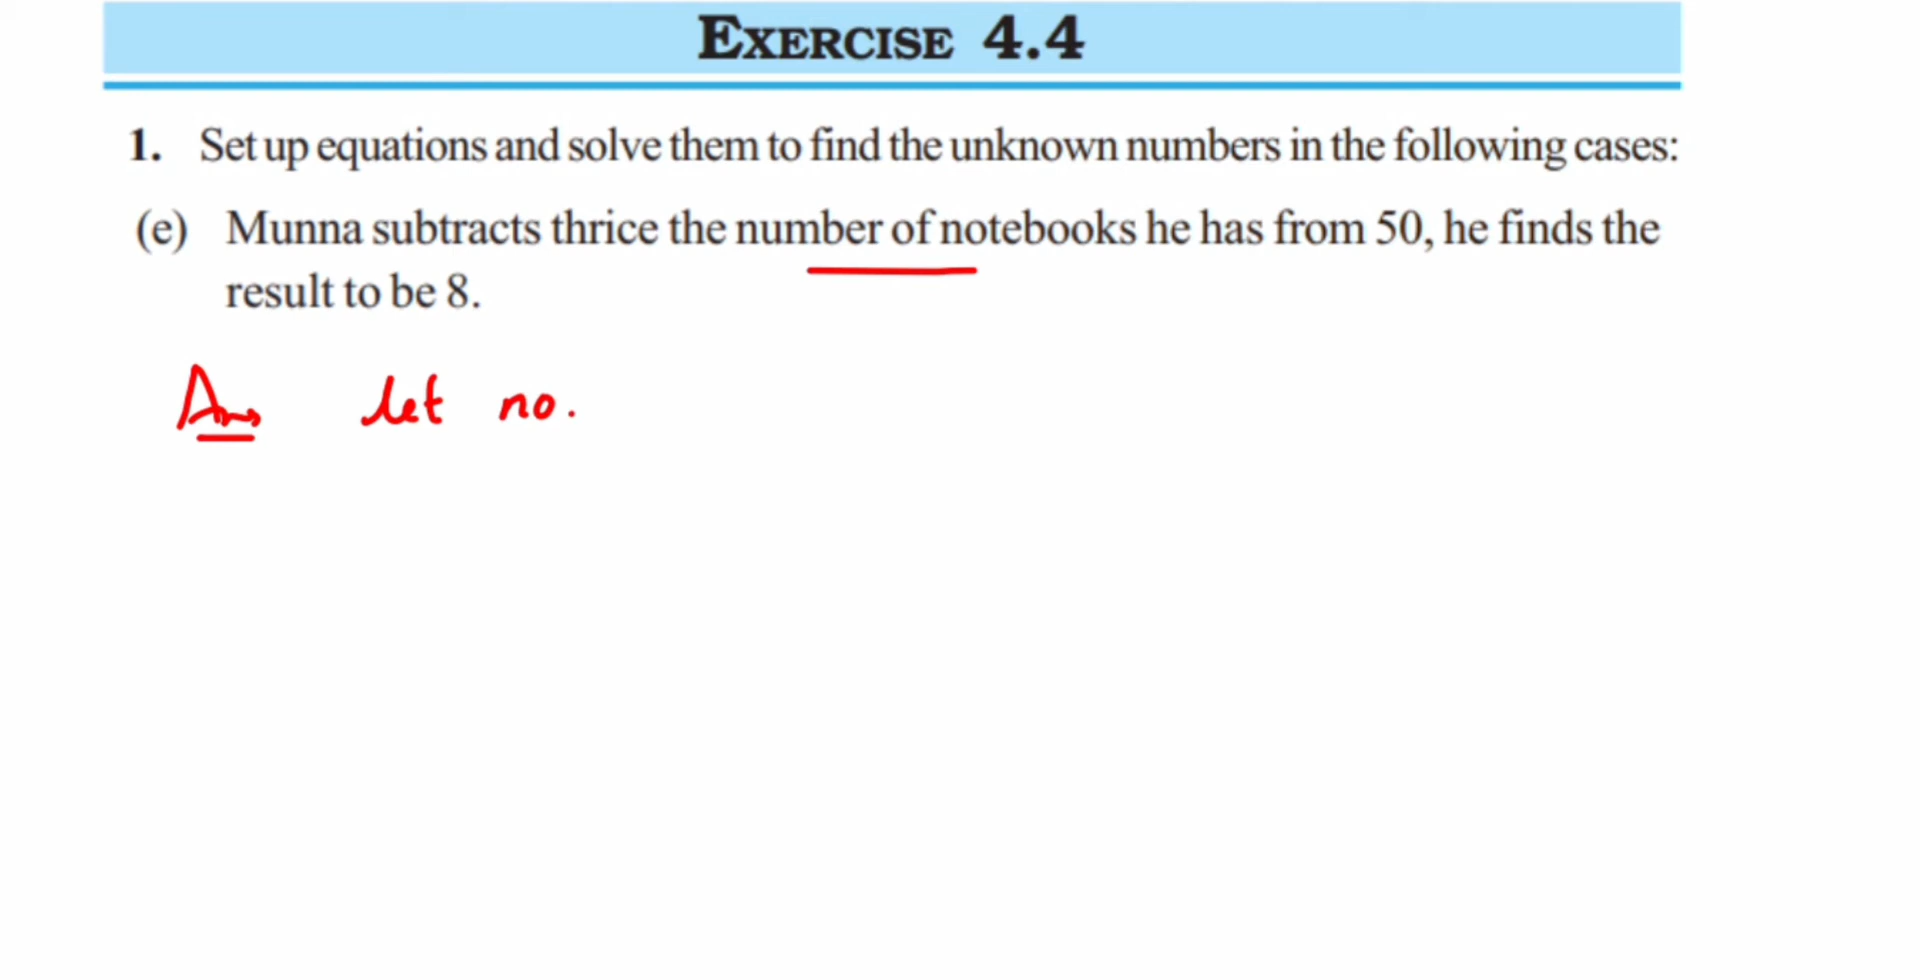 EXERCISE 4.4
1. Set up equations and solve them to find the unknown numbers in the following cases:
(e) Munna subtracts thrice the number of notebooks he has from 50, he finds the
result to be 8.
Ans let no.